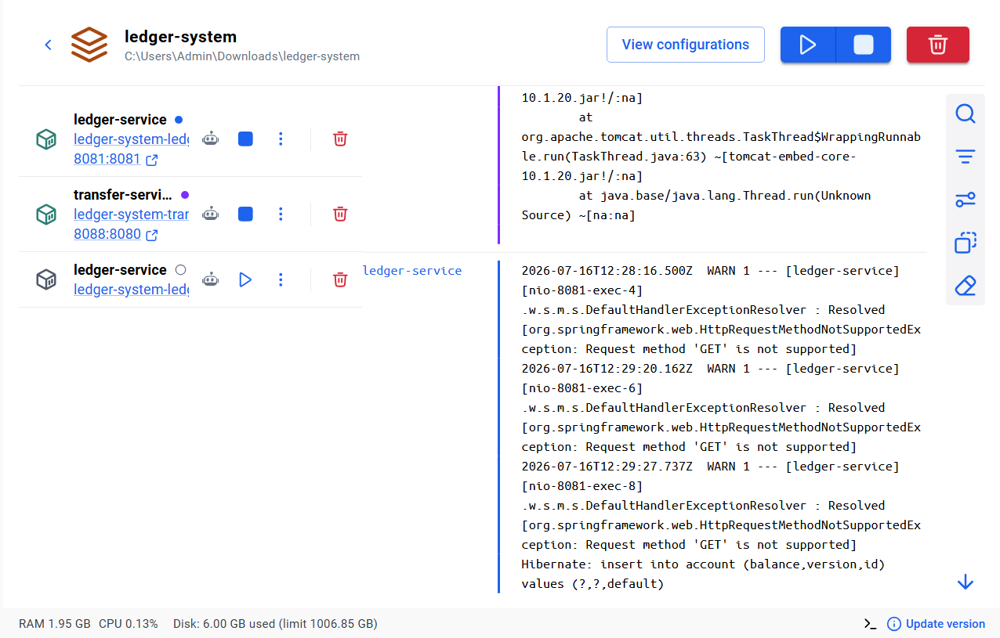 ledger-system
C:\Users\Admin\Downloads\ledger-system
View configurations
ledger-service
ledger-system-ledg
8081:8081
transfer-servi...
ledger-system-tran
8088:8080
ledger-service
ledger-system-ledg
10.1.20.jar!/:na]
at
org.apache.tomcat.util.threads.TaskThread$WrappingRunnab
le.run(TaskThread.java:63) ~[tomcat-embed-core-
10.1.20.jar!/:na]
at java.base/java.lang.Thread.run(Unknown
Source) ~[na:na]
ledger-service
2026-07-16T12:28:16.500Z  WARN 1 --- [ledger-service]
[nio-8081-exec-4]
.w.s.m.s.DefaultHandlerExceptionResolver : Resolved
[org.springframework.web.HttpRequestMethodNotSupportedEx
ception: Request method 'GET' is not supported]
2026-07-16T12:29:20.162Z  WARN 1 --- [ledger-service]
[nio-8081-exec-6]
.w.s.m.s.DefaultHandlerExceptionResolver : Resolved
[org.springframework.web.HttpRequestMethodNotSupportedEx
ception: Request method 'GET' is not supported]
2026-07-16T12:29:27.737Z  WARN 1 --- [ledger-service]
[nio-8081-exec-8]
.w.s.m.s.DefaultHandlerExceptionResolver : Resolved
[org.springframework.web.HttpRequestMethodNotSupportedEx
ception: Request method 'GET' is not supported]
Hibernate: insert into account (balance,version,id)
values (?,?,default)
RAM 1.95 GB CPU 0.13% Disk: 6.00 GB used (limit 1006.85 GB)
Update version